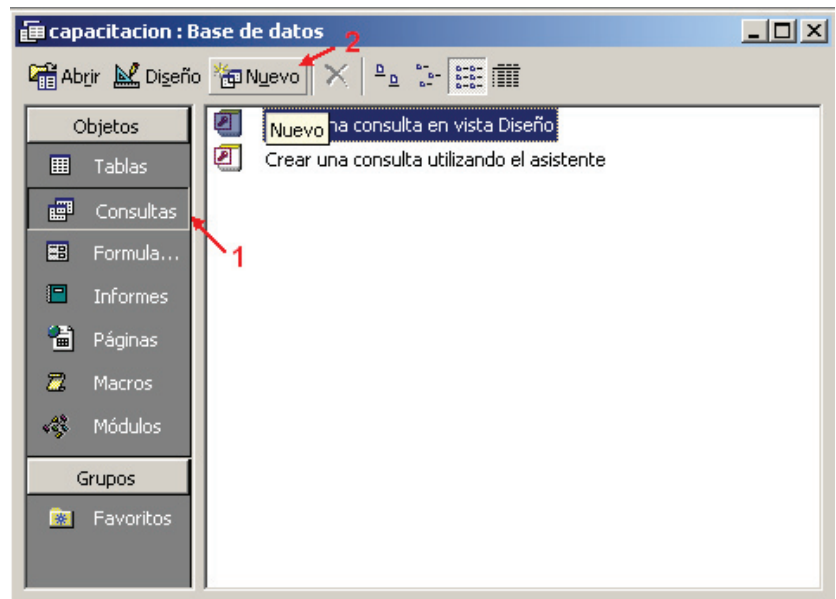 capacitacion : Base de datos
2
Abrir Diseño Nuevo
Objetos
Tablas
Consultas
Formula...
Informes
Páginas
Macros
Módulos
Grupos
Favoritos
Nuevo na consulta en vista Diseño
Crear una consulta utilizando el asistente
1